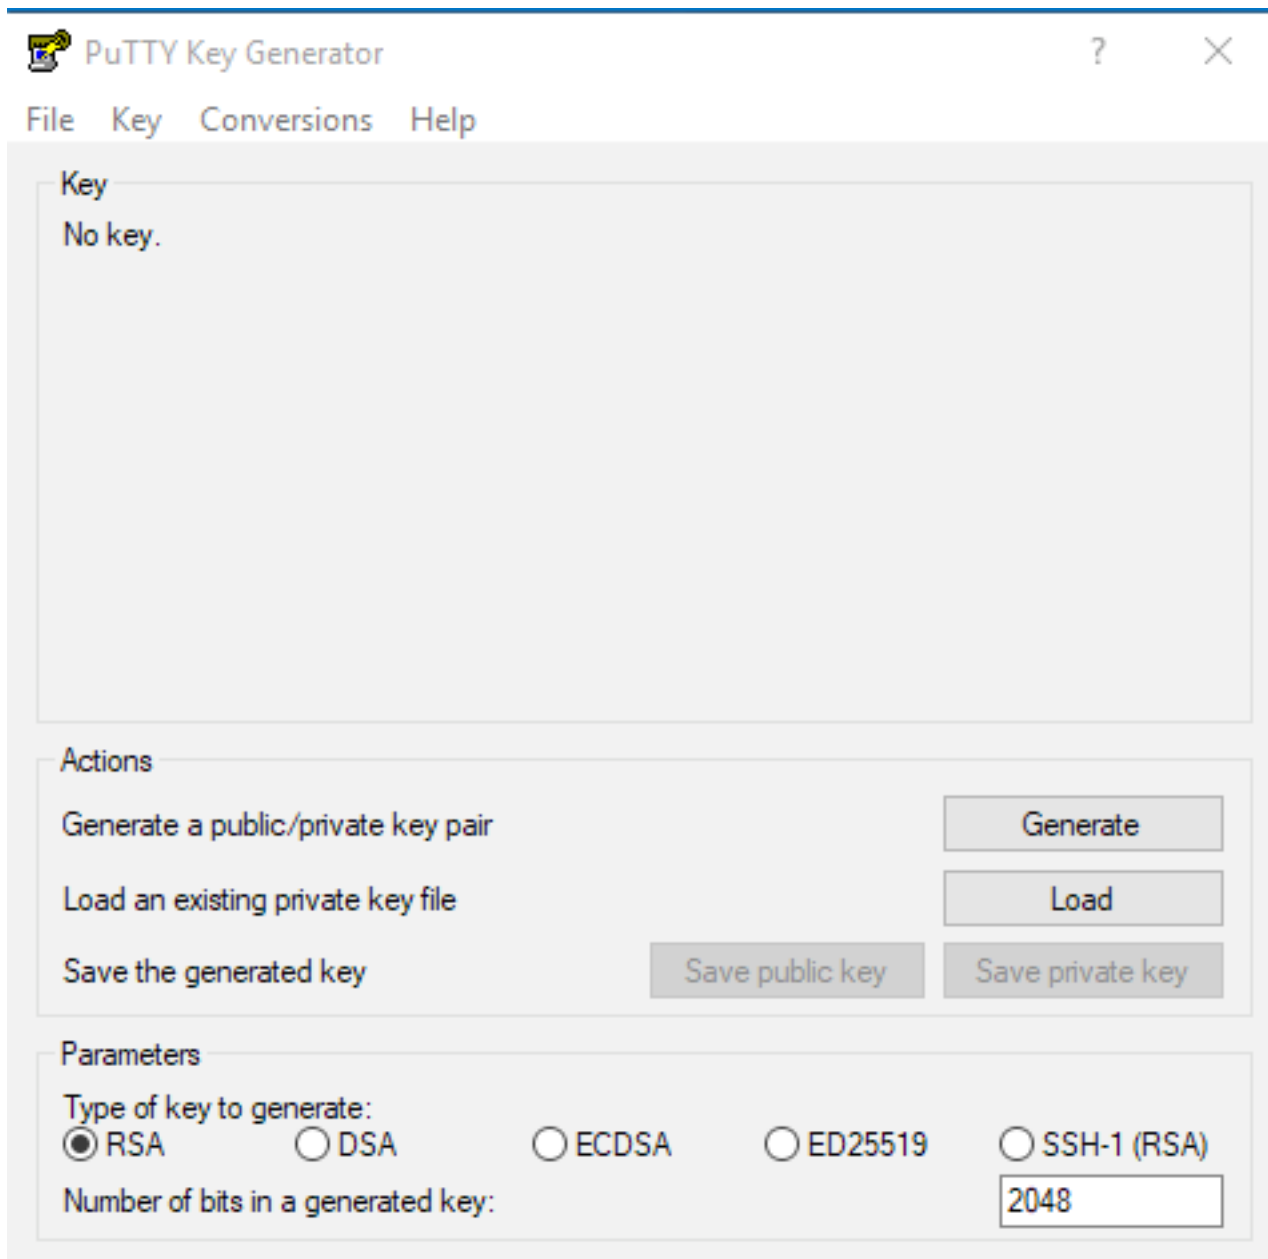 PuTTY Key Generator ?
File Key Conversions Help
Key
No key.
Actions
Generate a public/private key pair Generate
Load an existing private key file Load
Save the generated key Save public key Save private key
Parameters
Type of key to generate:
RSA DSA ECDSA ED25519 SSH-1 (RSA)
Number of bits in a generated key: 2048